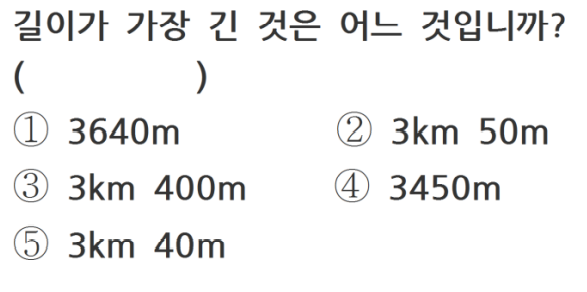 길이가 가장 긴 것은 어느 것입니까?
(          )
① 3640m ② 3km 50m
③ 3km 400m ④ 3450m
⑤ 3km 40m